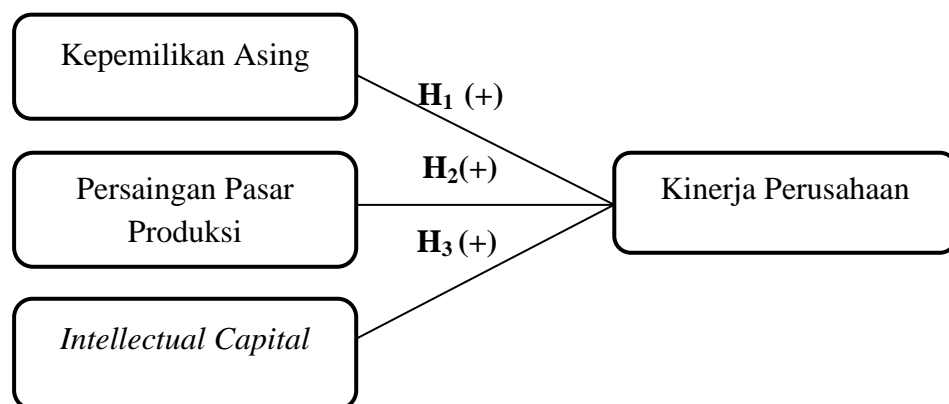 Kepemilikan Asing
H₁ (+)
Persaingan Pasar
Produksi
H₂(+)
Kinerja Perusahaan
H₃ (+)
Intellectual Capital